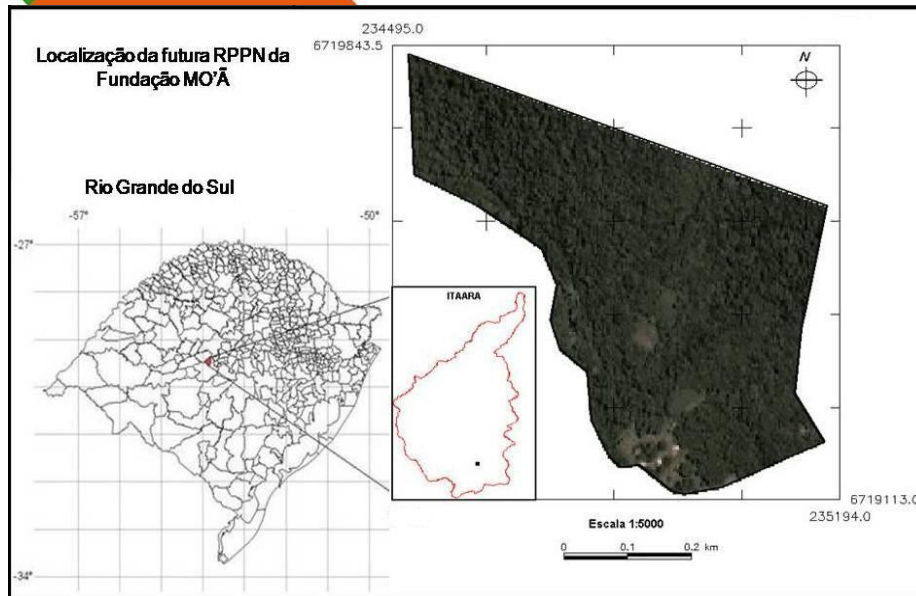 Localização da futura RPPN da
Fundação MO'Ã
Rio Grande do Sul
-57°
-50°
-27°
-34°
ITAARA
234495.0
6719843.5
N
6719113.0
235194.0
Escala 1:5000
0 0.1 0.2 km